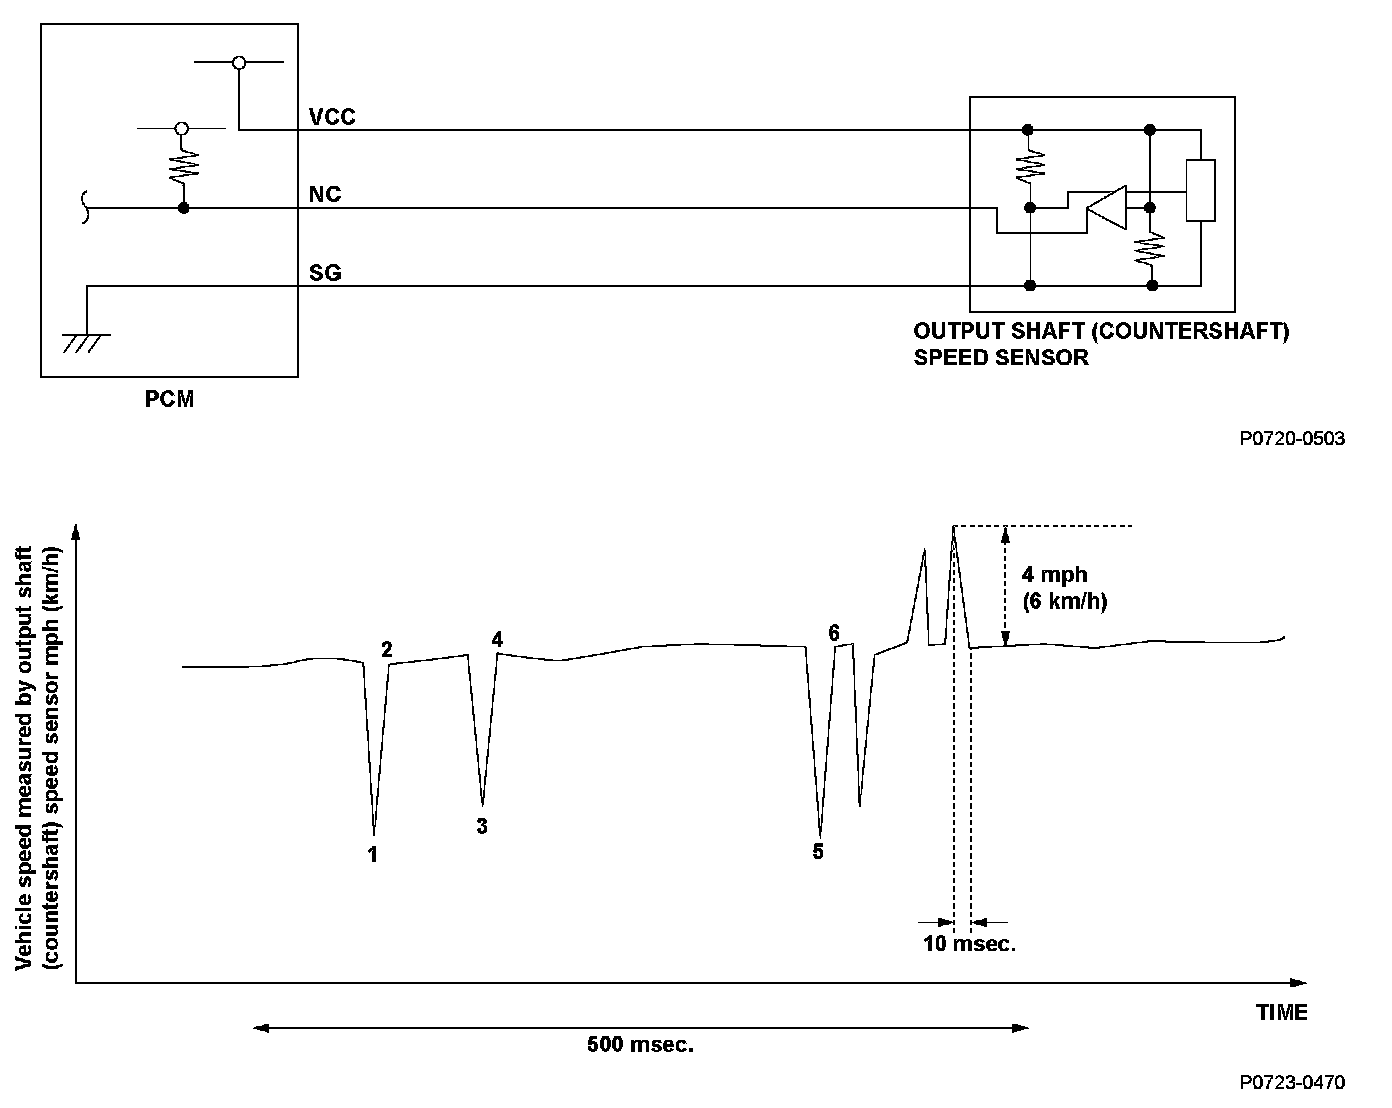 VCC
NC
SG
PCM
OUTPUT SHAFT (COUNTERSHAFT)
SPEED SENSOR
P0720-0503
Vehicle speed measured by output shaft
(countershaft) speed sensor mph (km/h)
1
2
3
4
5
6
4 mph
(6 km/h)
10 msec.
TIME
500 msec.
P0723-0470